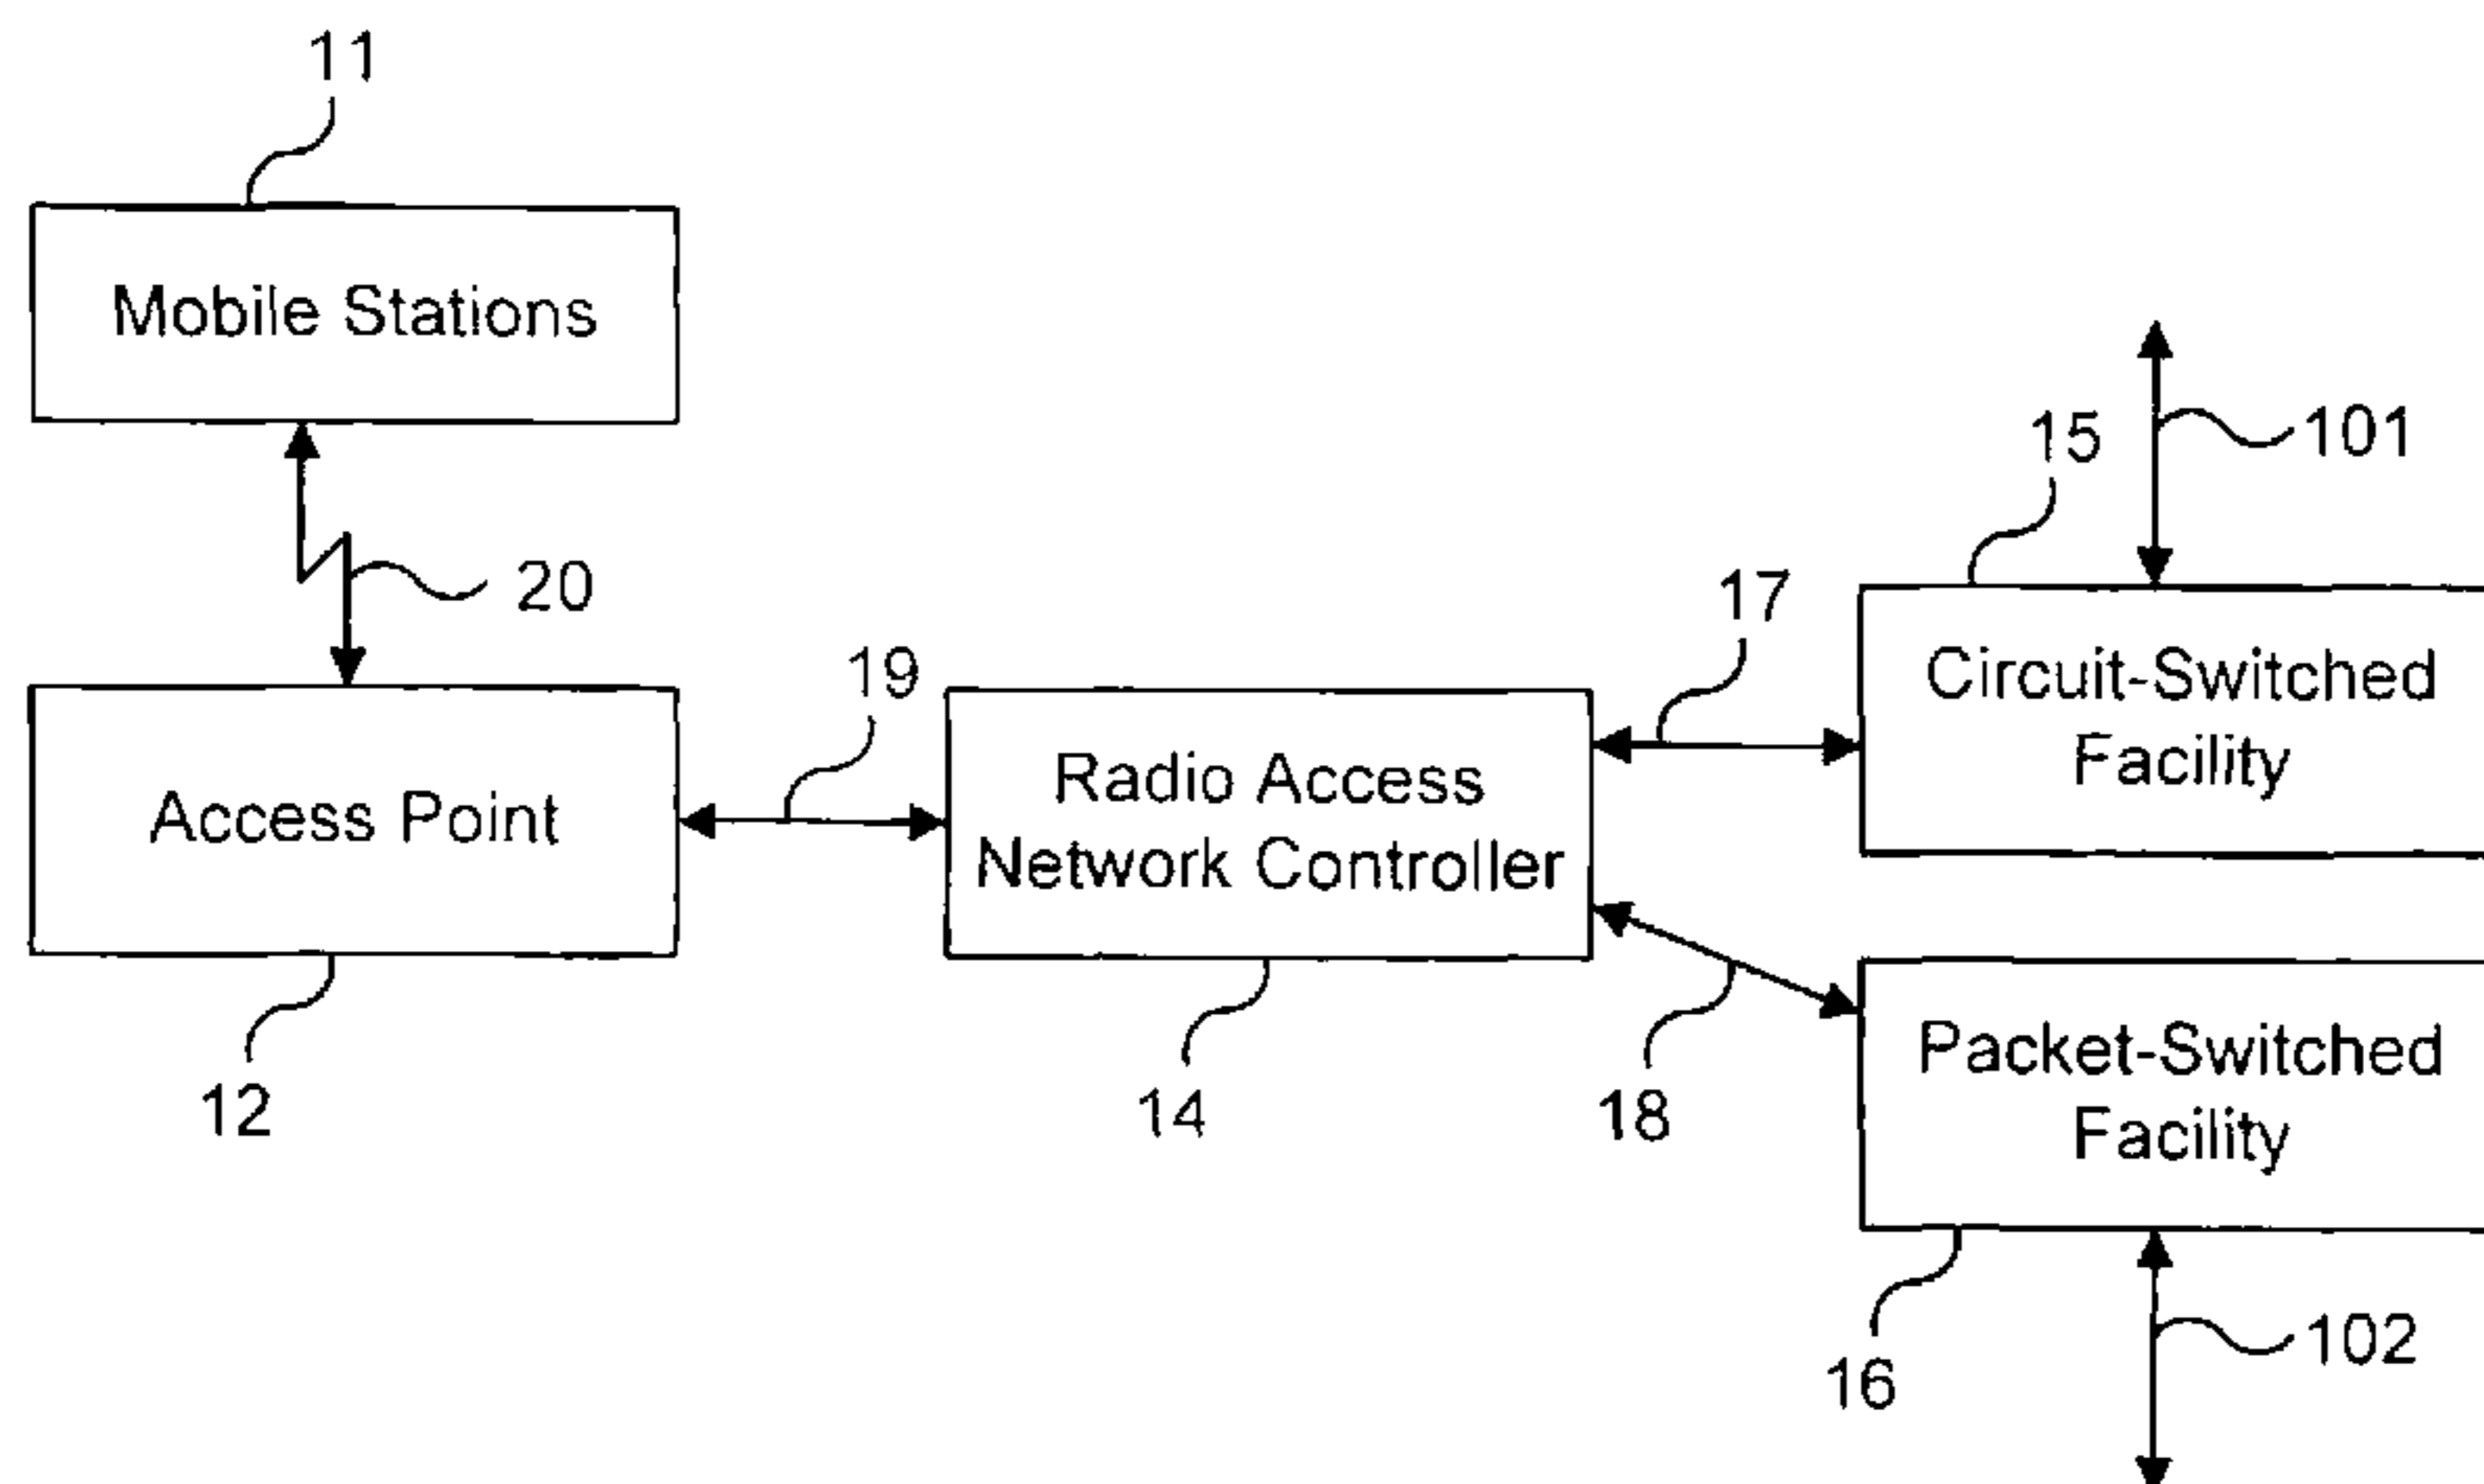 11
Mobile Stations
20
101
15
17
19
Circuit-Switched
Facility
Access Point
Radio Access
Network Controller
12
14
18
Packet-Switched
Facility
16
102